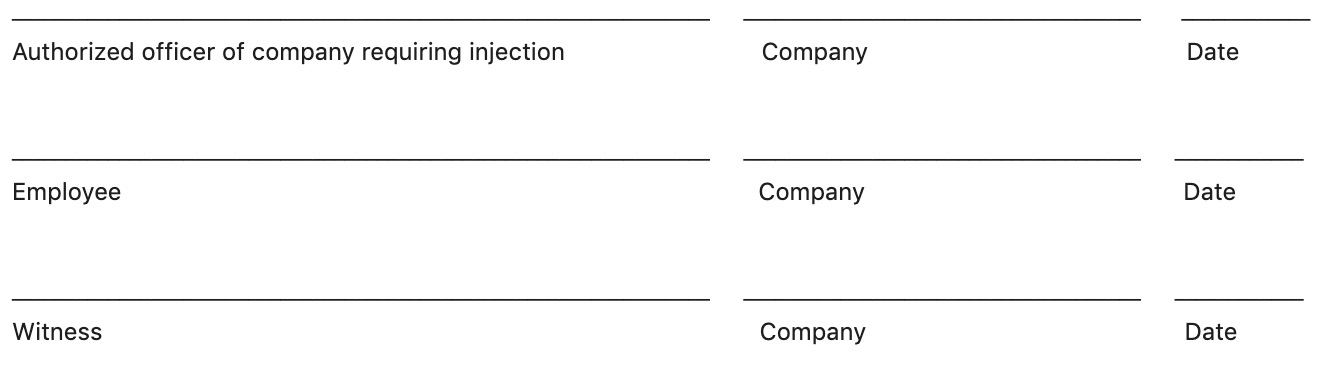 Authorized officer of company requiring injection Company Date
Employee Company Date
Witness Company Date